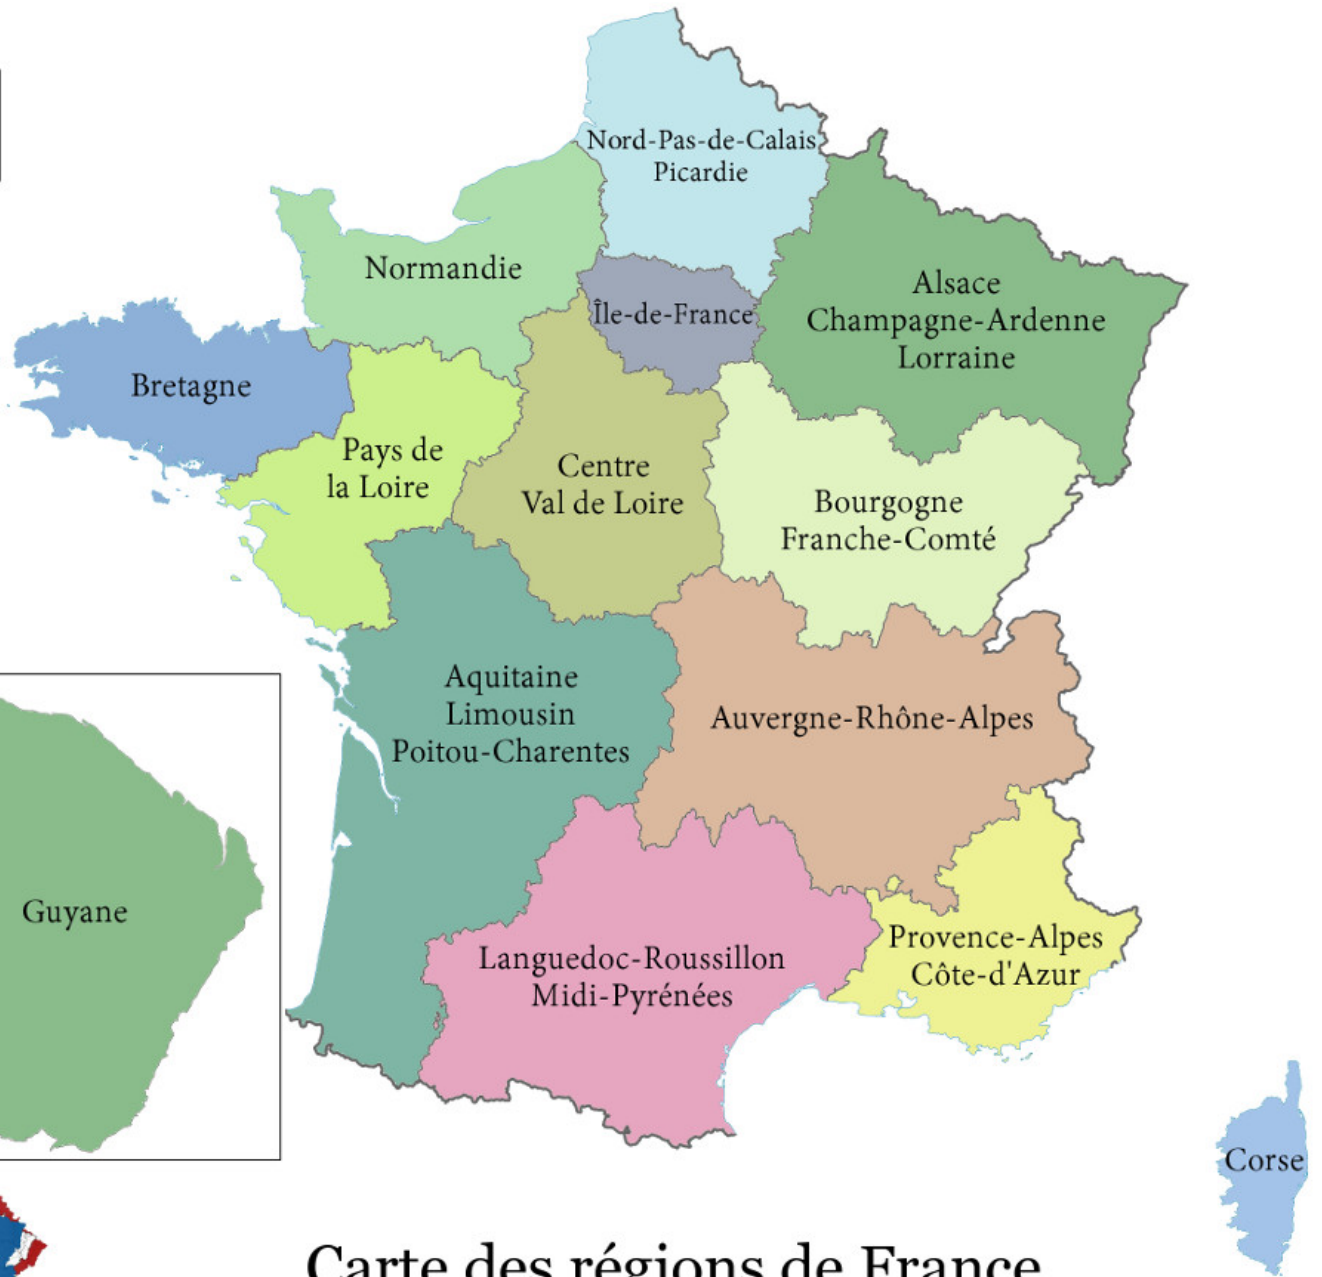 Nord-Pas-de-Calais
Picardie
Normandie
Île-de-France
Alsace
Champagne-Ardenne
Lorraine
Bretagne
Pays de
la Loire
Centre
Val de Loire
Bourgogne
Franche-Comté
Aquitaine
Limousin
Poitou-Charentes
Auvergne-Rhône-Alpes
Guyane
Languedoc-Roussillon
Midi-Pyrénées
Provence-Alpes
Côte-d'Azur
Corse
Carte des régions de France